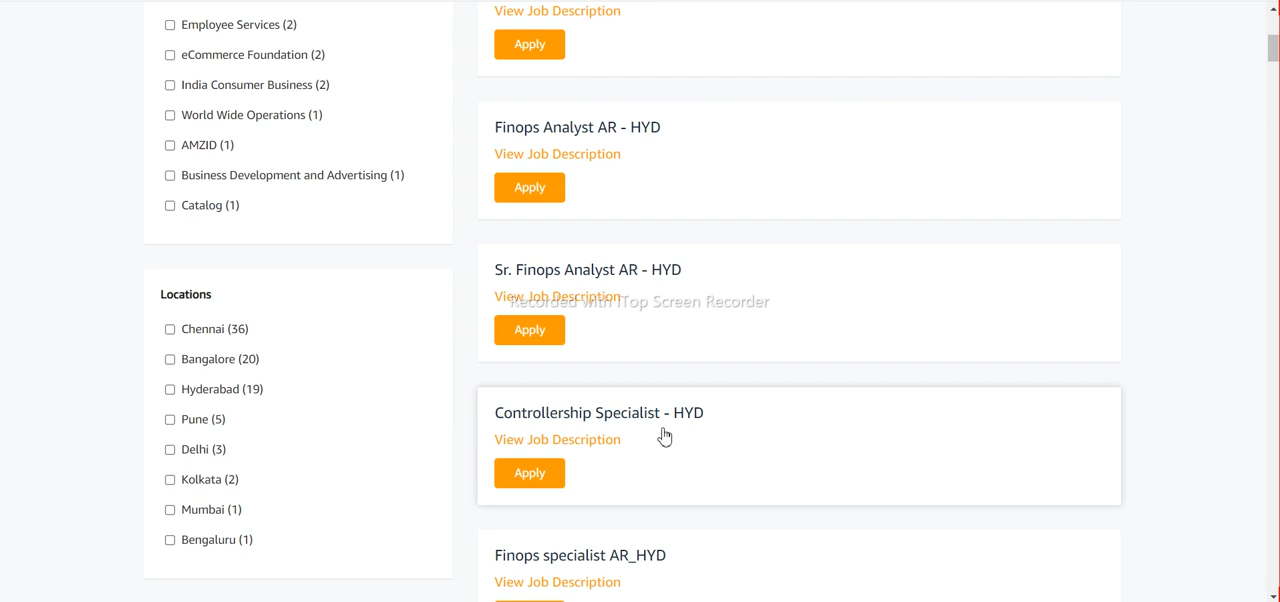 Employee Services (2)
eCommerce Foundation (2)
India Consumer Business (2)
World Wide Operations (1)
AMZID (1)
Business Development and Advertising (1)
Catalog (1)
Locations
Chennai (36)
Bangalore (20)
Hyderabad (19)
Pune (5)
Delhi (3)
Kolkata (2)
Mumbai (1)
Bengaluru (1)
View Job Description
Apply
Finops Analyst AR - HYD
View Job Description
Apply
Sr. Finops Analyst AR - HYD
View Job Description
Recorded with iTop Screen Recorder
Apply
Controllership Specialist - HYD
View Job Description
Apply
Finops specialist AR_HYD
View Job Description